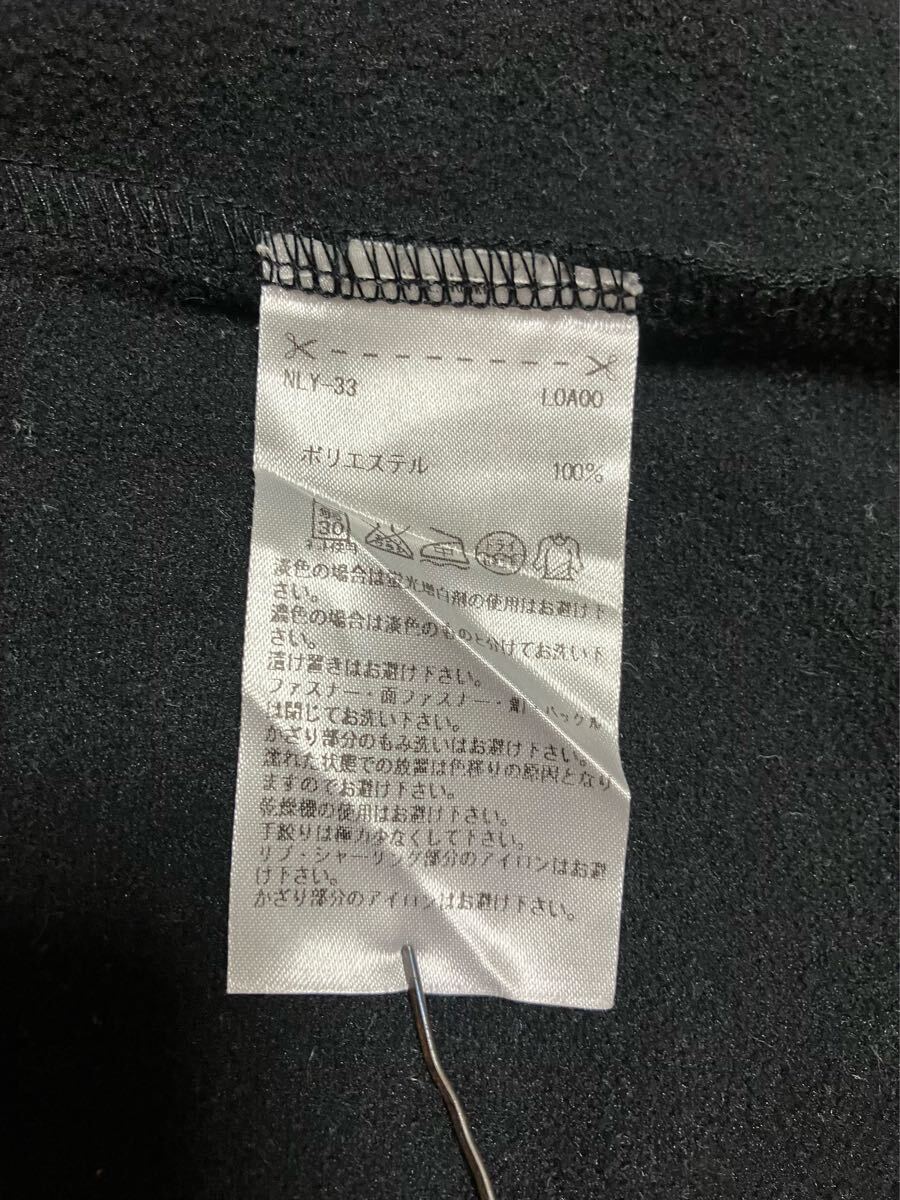 NLY-33 L0A00
ポリエステル 100%
30
淡色の場合は蛍光増白剤の使用はお避け下
さい。
濃色の場合は淡色のものと分けてお洗い下
さい。
漬け置きはお避け下さい。
ファスナー・面ファスナー・釦・バックル
は閉じてお洗い下さい。
かざり部分のもみ洗いはお避け下さい。
濡れた状態での放置は色移りの原因となり
ますのでお避け下さい。
乾燥機の使用はお避け下さい。
手絞りは極力少なくして下さい。
リブ・シャーリング部分のアイロンはお避
け下さい。
かざり部分のアイロンはお避け下さい。